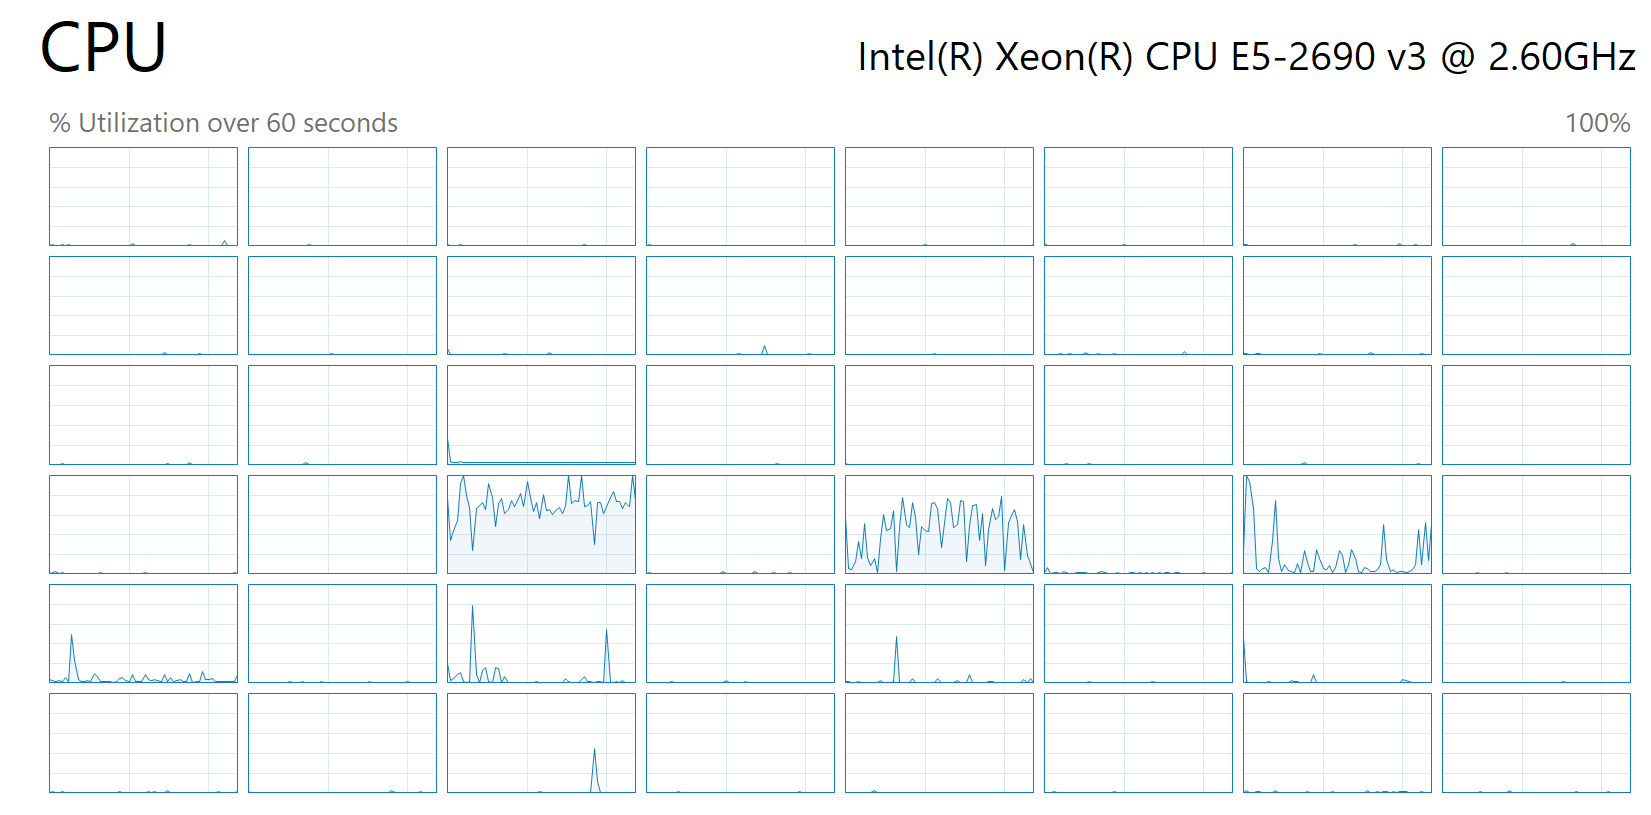 CPU
Intel(R) Xeon(R) CPU E5-2690 v3 @ 2.60GHz
% Utilization over 60 seconds
100%